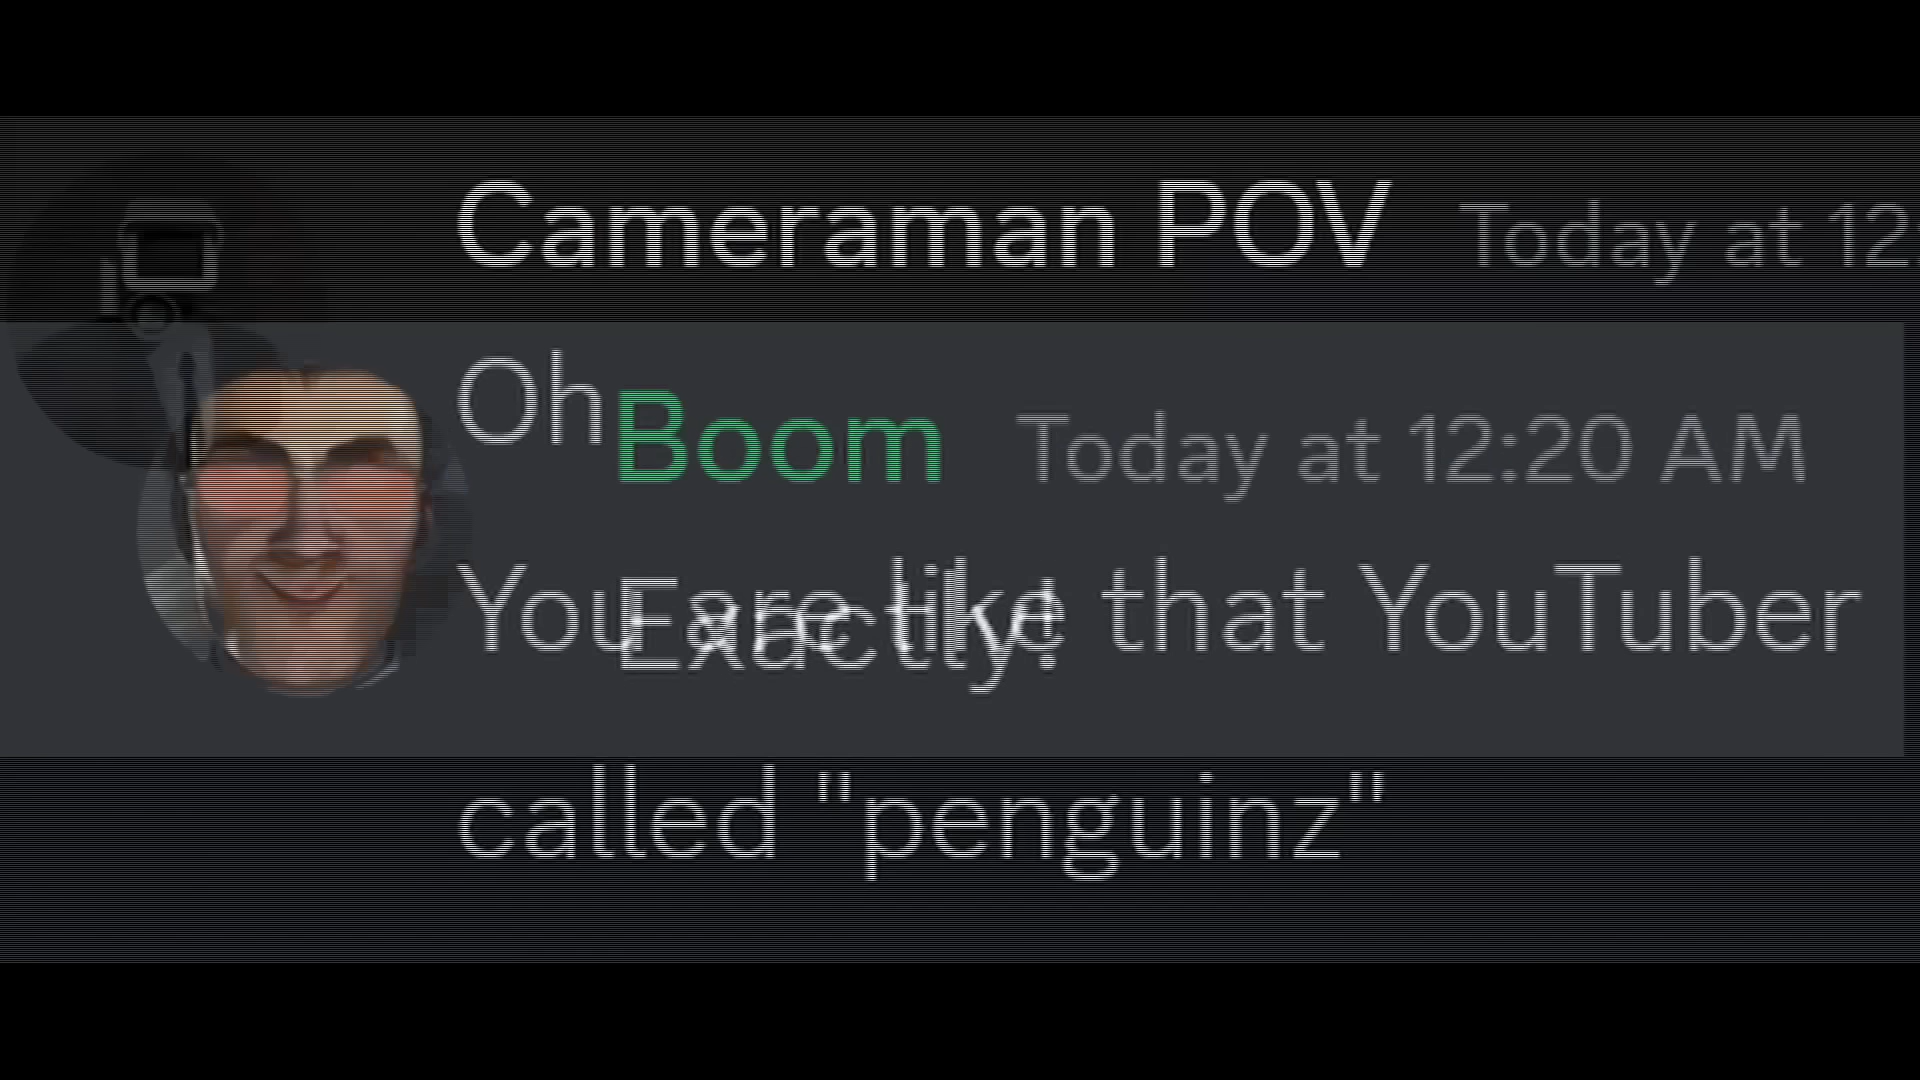 Cameraman POV Today at 12:
Oh
You are like that YouTuber
called "penguinz"
Boom Today at 12:20 AM
Exactly!